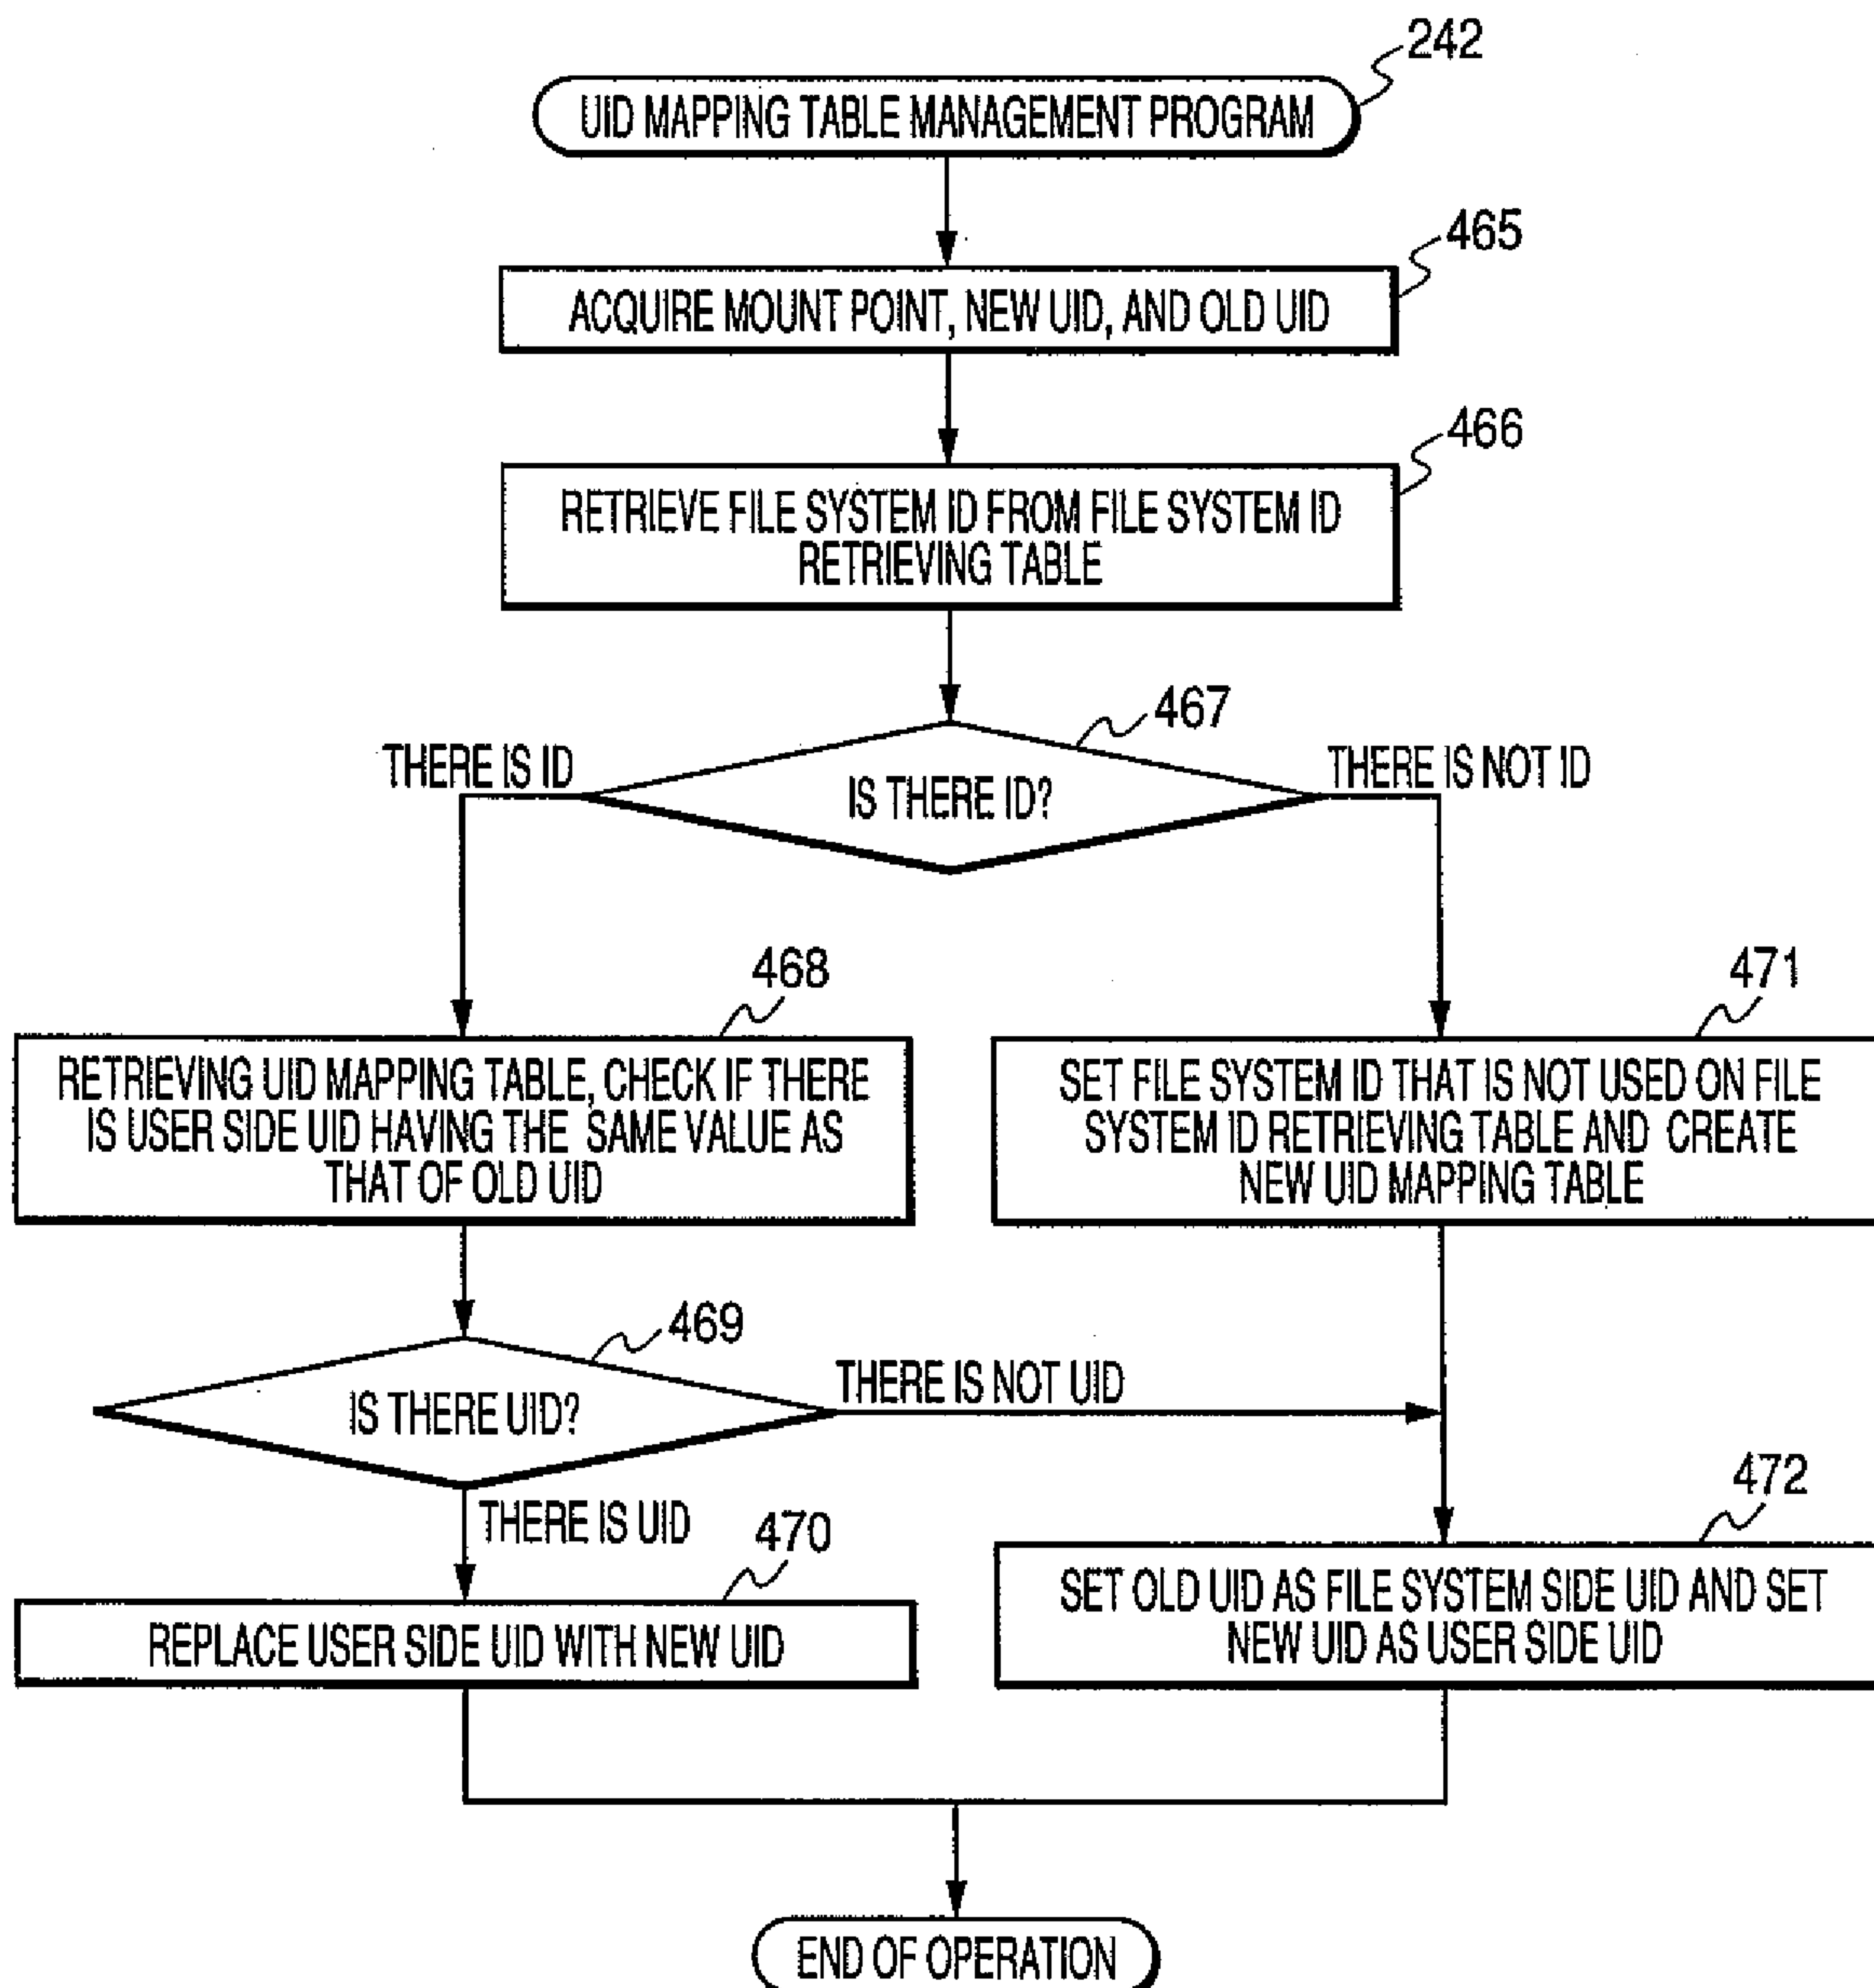 242
UID MAPPING TABLE MANAGEMENT PROGRAM
465
ACQUIRE MOUNT POINT, NEW UID, AND OLD UID
466
RETRIEVE FILE SYSTEM ID FROM FILE SYSTEM ID
RETRIEVING TABLE
467
THERE IS ID
IS THERE ID?
THERE IS NOT ID
468
RETRIEVING UID MAPPING TABLE, CHECK IF THERE
IS USER SIDE UID HAVING THE SAME VALUE AS
THAT OF OLD UID
471
SET FILE SYSTEM ID THAT IS NOT USED ON FILE
SYSTEM ID RETRIEVING TABLE AND CREATE
NEW UID MAPPING TABLE
469
IS THERE UID?
THERE IS NOT UID
THERE IS UID
470
REPLACE USER SIDE UID WITH NEW UID
472
SET OLD UID AS FILE SYSTEM SIDE UID AND SET
NEW UID AS USER SIDE UID
END OF OPERATION